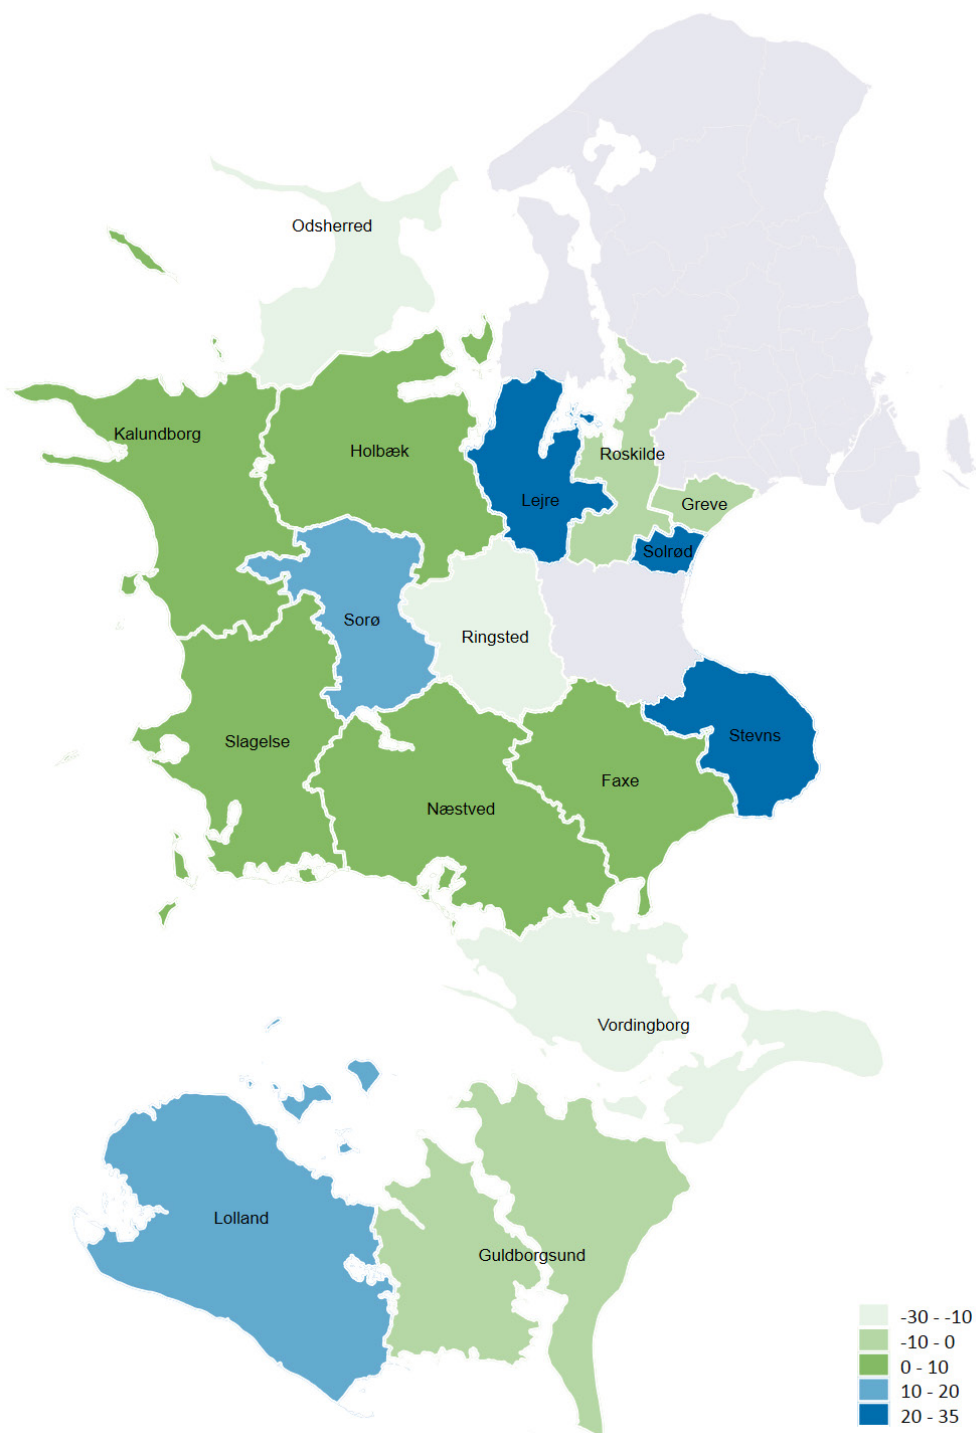 Odsherred
Kalundborg
Holbæk
Roskilde
Lejre
Greve
Solrød
Sorø
Ringsted
Slagelse
Stevns
Faxe
Næstved
Vordingborg
Lolland
Guldborgsund
-30 - -10
-10 - 0
0 - 10
10 - 20
20 - 35